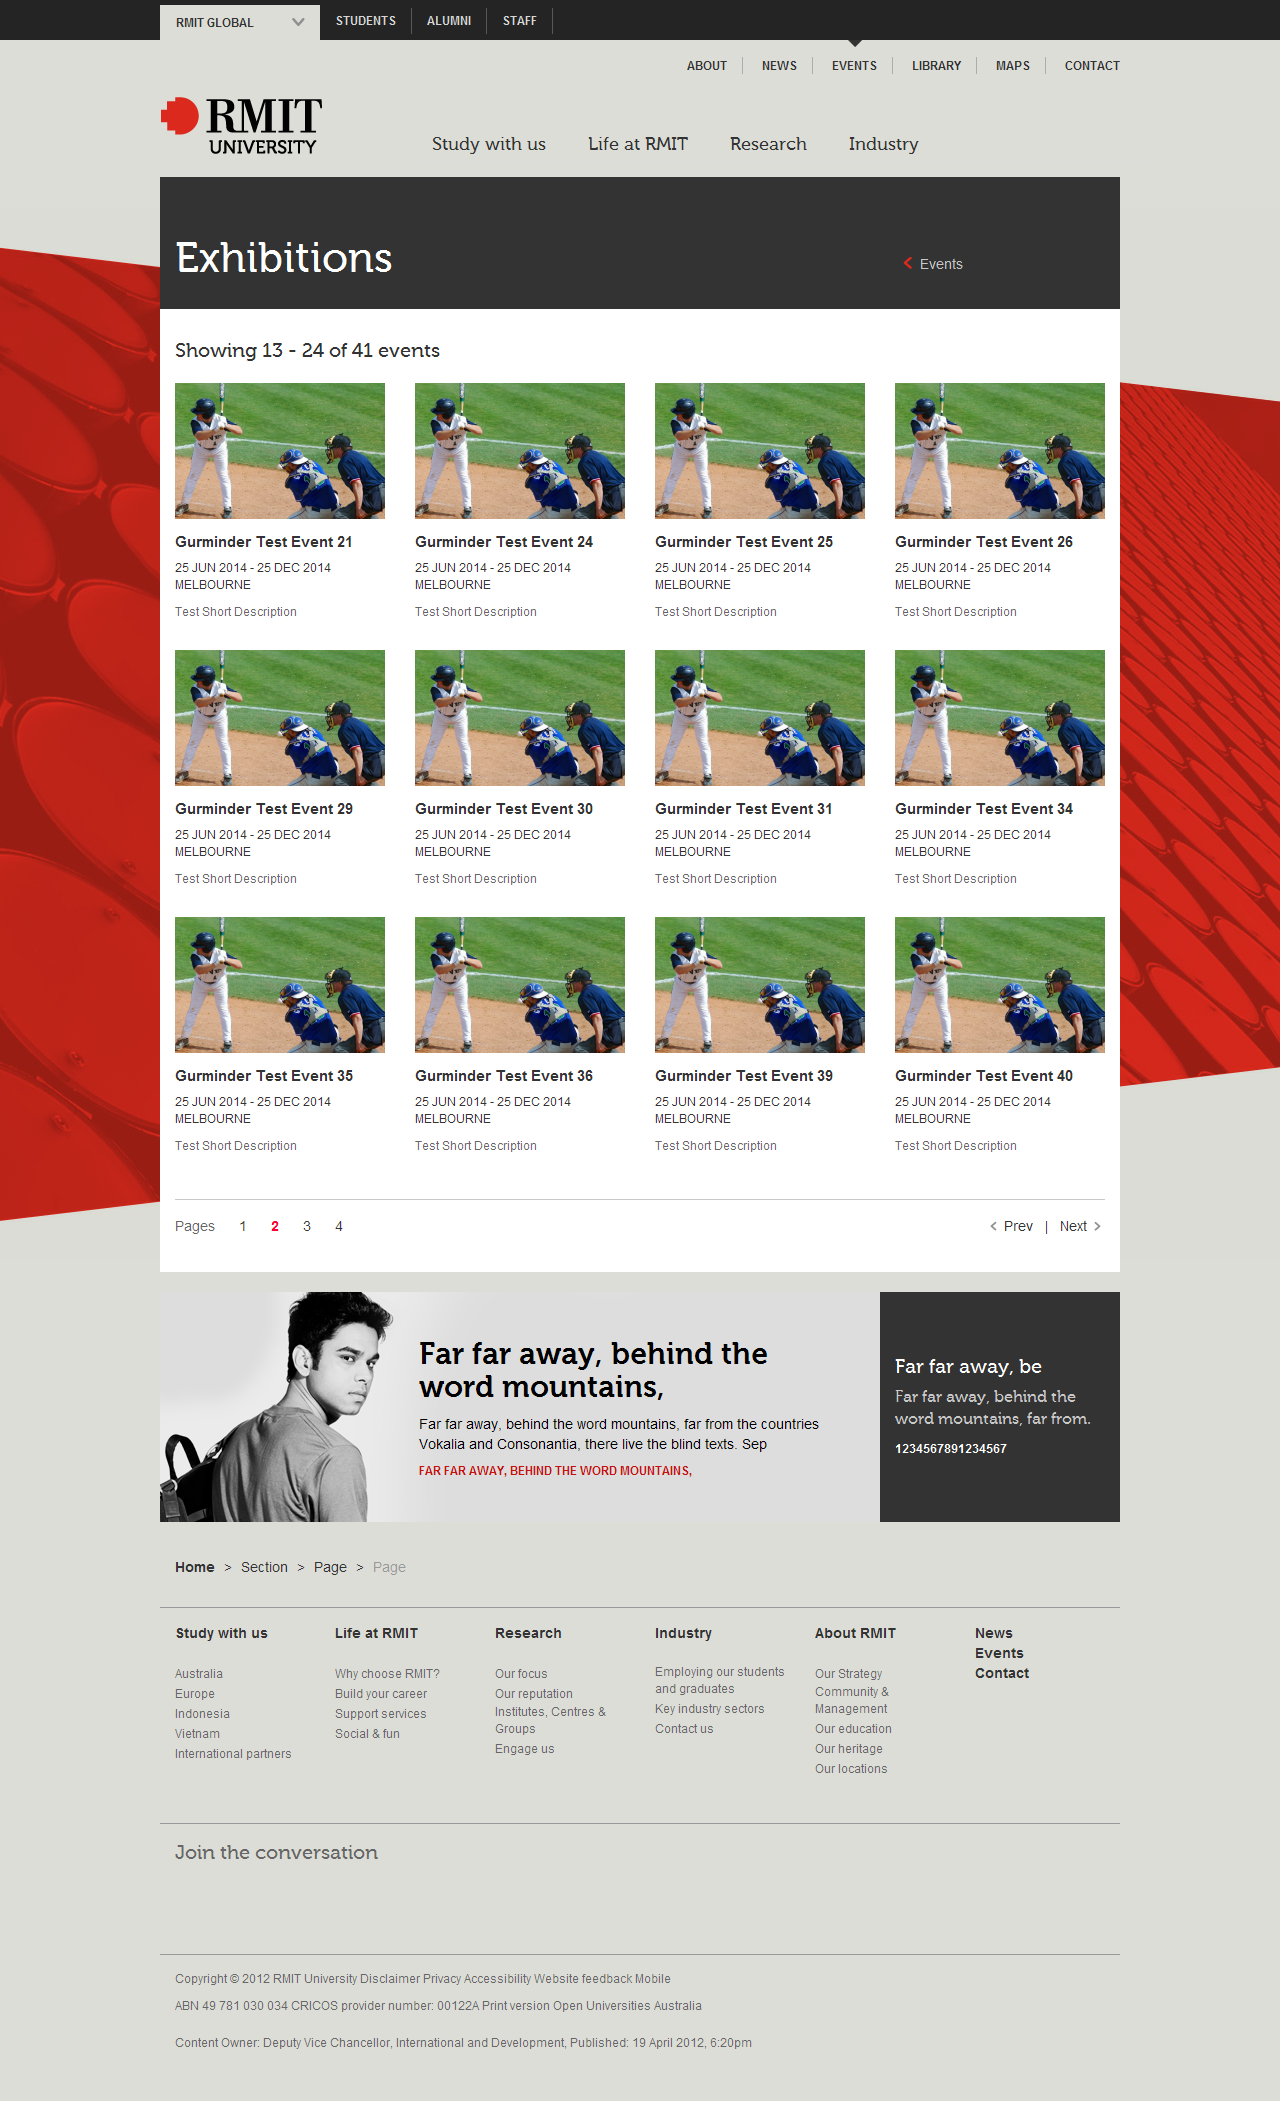 RMIT GLOBAL
STUDENTS
ALUMNI
STAFF
ABOUT
NEWS
EVENTS
LIBRARY
MAPS
CONTACT
RMIT
UNIVERSITY
Study with us
Life at RMIT
Research
Industry
Exhibitions
Events
Showing 13 - 24 of 41 events
Gurminder Test Event 21
25 JUN 2014 - 25 DEC 2014
MELBOURNE
Test Short Description
Gurminder Test Event 24
25 JUN 2014 - 25 DEC 2014
MELBOURNE
Test Short Description
Gurminder Test Event 25
25 JUN 2014 - 25 DEC 2014
MELBOURNE
Test Short Description
Gurminder Test Event 26
25 JUN 2014 - 25 DEC 2014
MELBOURNE
Test Short Description
Gurminder Test Event 29
25 JUN 2014 - 25 DEC 2014
MELBOURNE
Test Short Description
Gurminder Test Event 30
25 JUN 2014 - 25 DEC 2014
MELBOURNE
Test Short Description
Gurminder Test Event 31
25 JUN 2014 - 25 DEC 2014
MELBOURNE
Test Short Description
Gurminder Test Event 34
25 JUN 2014 - 25 DEC 2014
MELBOURNE
Test Short Description
Gurminder Test Event 35
25 JUN 2014 - 25 DEC 2014
MELBOURNE
Test Short Description
Gurminder Test Event 36
25 JUN 2014 - 25 DEC 2014
MELBOURNE
Test Short Description
Gurminder Test Event 39
25 JUN 2014 - 25 DEC 2014
MELBOURNE
Test Short Description
Gurminder Test Event 40
25 JUN 2014 - 25 DEC 2014
MELBOURNE
Test Short Description
Pages 1 2 3 4
Prev | Next
Far far away, behind the
word mountains,
Far far away, behind the word mountains, far from the countries
Vokalia and Consonantia, there live the blind texts. Sep
FAR FAR AWAY, BEHIND THE WORD MOUNTAINS,
Far far away, be
Far far away, behind the
word mountains, far from.
1234567891234567
Home > Section > Page > Page
Study with us
Australia
Europe
Indonesia
Vietnam
International partners
Life at RMIT
Why choose RMIT?
Build your career
Support services
Social & fun
Research
Our focus
Our reputation
Institutes, Centres &
Groups
Engage us
Industry
Employing our students
and graduates
Key industry sectors
Contact us
About RMIT
Our Strategy
Community &
Management
Our education
Our heritage
Our locations
News
Events
Contact
Join the conversation
Copyright © 2012 RMIT University Disclaimer Privacy Accessibility Website feedback Mobile
ABN 49 781 030 034 CRICOS provider number: 00122A Print version Open Universities Australia
Content Owner: Deputy Vice Chancellor, International and Development, Published: 19 April 2012, 6:20pm